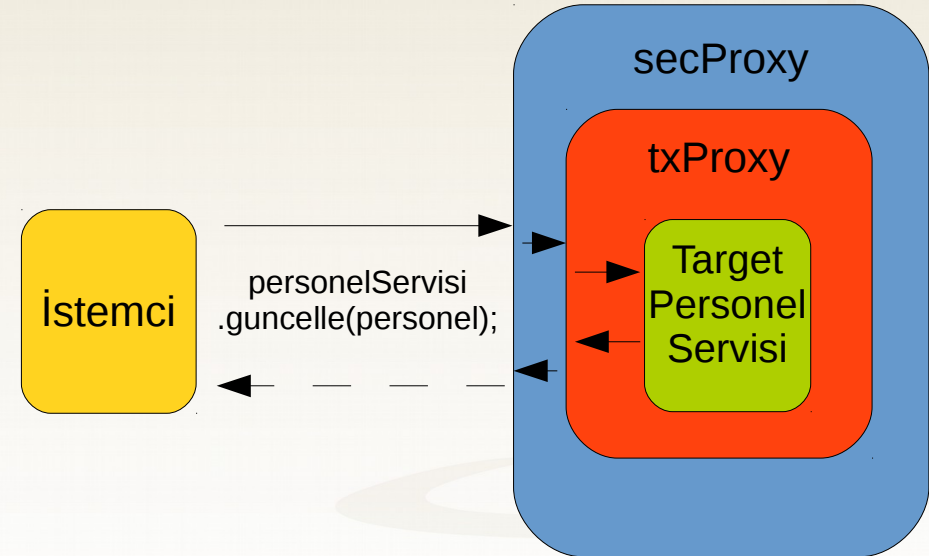 secProxy
txProxy
İstemci
personelServisi
.guncelle(personel);
Target
Personel
Servisi